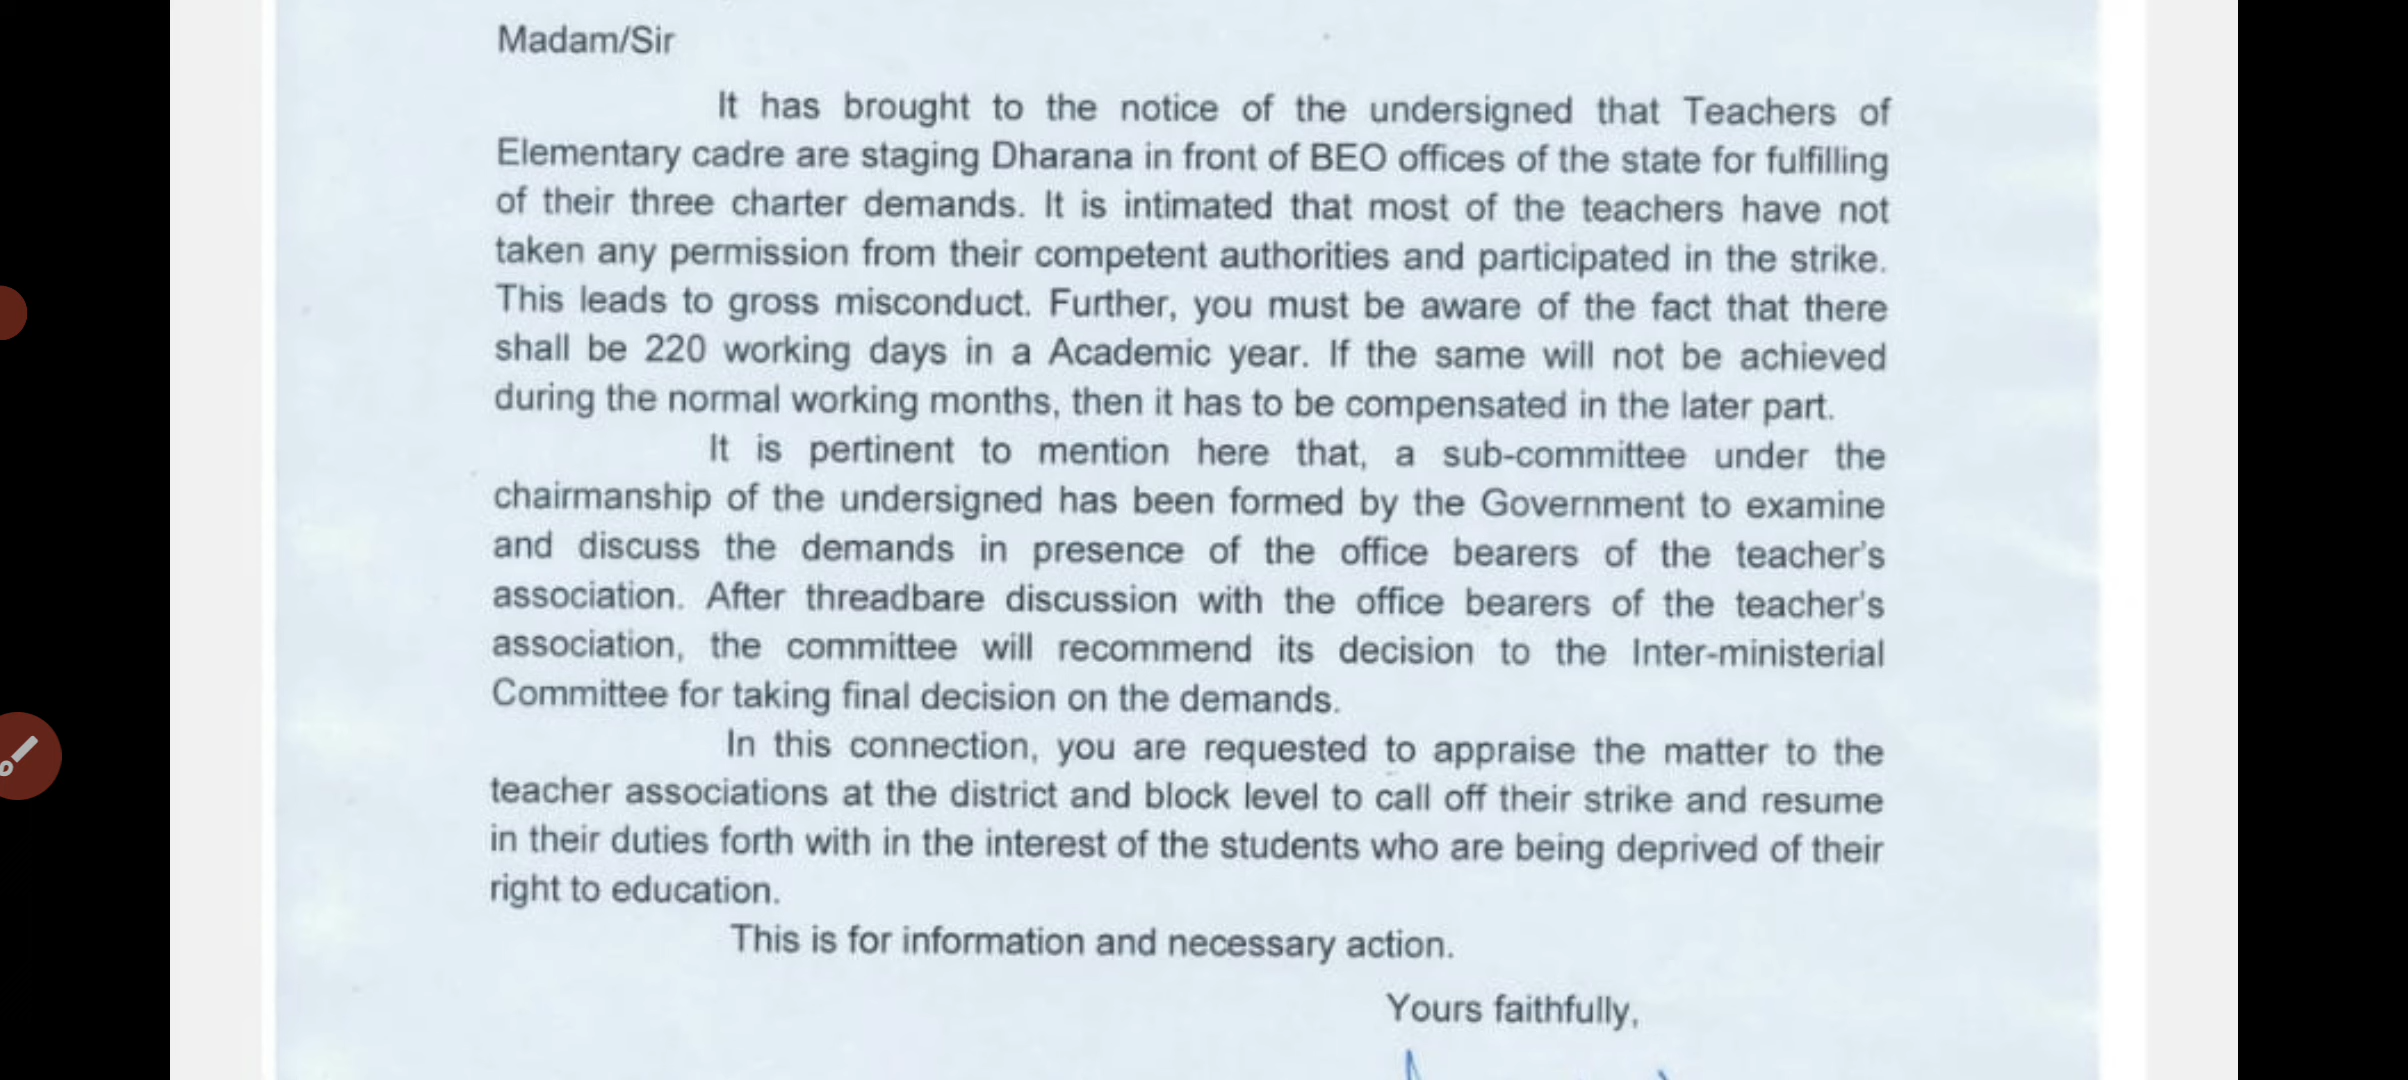 Madam/Sir
It has brought to the notice of the undersigned that Teachers of
Elementary cadre are staging Dharana in front of BEO offices of the state for fulfilling
of their three charter demands. It is intimated that most of the teachers have not
taken any permission from their competent authorities and participated in the strike.
This leads to gross misconduct. Further, you must be aware of the fact that there
shall be 220 working days in a Academic year. If the same will not be achieved
during the normal working months, then it has to be compensated in the later part.
It is pertinent to mention here that, a sub-committee under the
chairmanship of the undersigned has been formed by the Government to examine
and discuss the demands in presence of the office bearers of the teacher's
association. After threadbare discussion with the office bearers of the teacher's
association, the committee will recommend its decision to the Inter-ministerial
Committee for taking final decision on the demands.
In this connection, you are requested to appraise the matter to the
teacher associations at the district and block level to call off their strike and resume
in their duties forth with in the interest of the students who are being deprived of their
right to education.
This is for information and necessary action.
Yours faithfully,